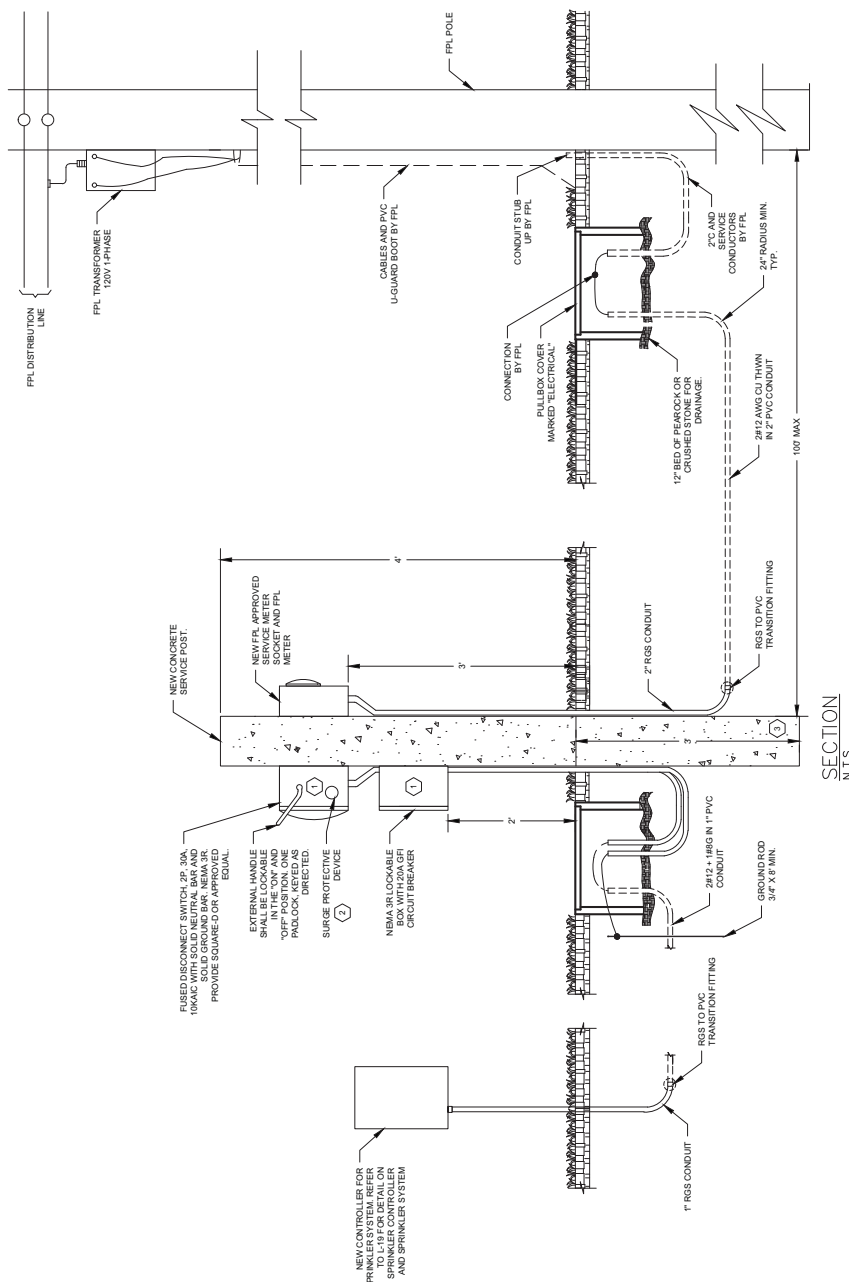 FPL DISTRIBUTION
LINE
FPL TRANSFORMER
120V 1-PHASE
FPL POLE
CABLES AND PVC
U-GUARD BOOT BY FPL
CONDUIT STUB
UP BY FPL
2"C AND
SERVICE
CONDUCTORS
BY FPL
24" RADIUS MIN.
TYP.
CONNECTION
BY FPL
PULLBOX COVER
MARKED "ELECTRICAL"
12" BED OF PEAROCK OR
CRUSHED STONE FOR
DRAINAGE.
2#12 AWG CU THWN
IN 2" PVC CONDUIT
100' MAX
NEW CONCRETE
SERVICE POST.
NEW FPL APPROVED
SERVICE METER
SOCKET AND FPL
METER
4'
3'
2" RGS CONDUIT
RGS TO PVC
TRANSITION FITTING
FUSED DISCONNECT SWITCH, 2P, 30A,
10KAIC WITH SOLID NEUTRAL BAR AND
SOLID GROUND BAR. NEMA 3R.
PROVIDE SQUARE-D OR APPROVED
EQUAL.
EXTERNAL HANDLE
SHALL BE LOCKABLE
IN THE "ON" AND
"OFF" POSITION. ONE
PADLOCK, KEYED AS
DIRECTED.
SURGE PROTECTIVE
DEVICE
2
1
1
NEMA 3R LOCKABLE
BOX WITH 20A GFI
CIRCUIT BREAKER
2'
3'
3
2#12 + 1#8G IN 1" PVC
CONDUIT
GROUND ROD
3/4" X 8' MIN.
NEW CONTROLLER FOR
PRINKLER SYSTEM. REFER
TO L-19 FOR DETAIL ON
SPRINKLER CONTROLLER
AND SPRINKLER SYSTEM
RGS TO PVC
TRANSITION FITTING
1" RGS CONDUIT
SECTION
N.T.S.